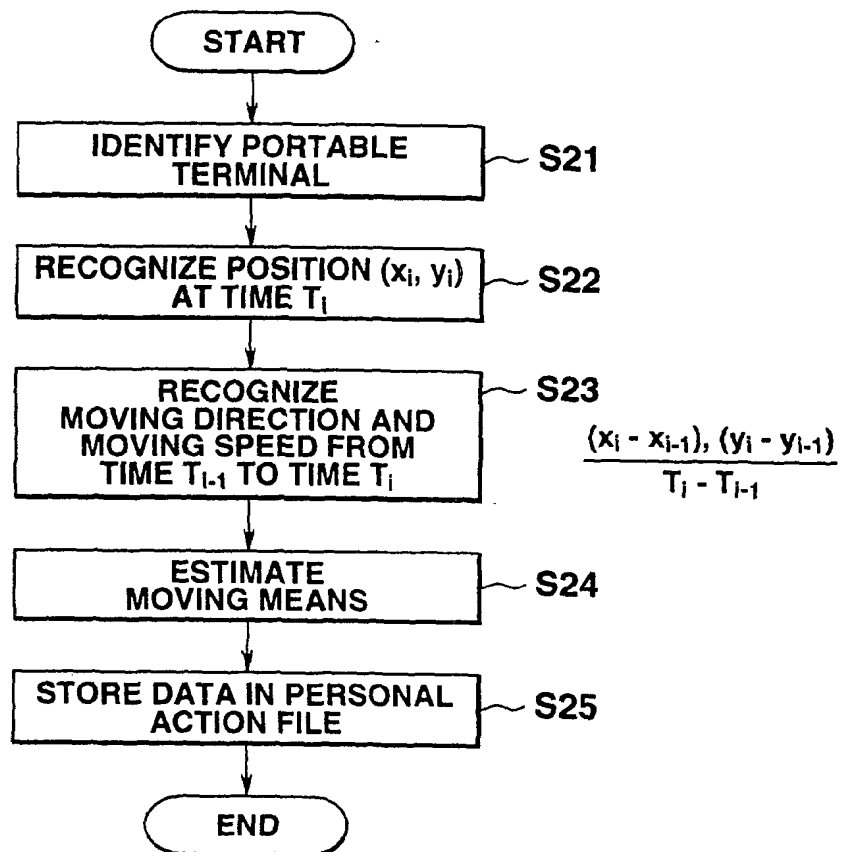 START
IDENTIFY PORTABLE
TERMINAL
S21
RECOGNIZE POSITION (xᵢ, yᵢ)
AT TIME Tᵢ
S22
RECOGNIZE
MOVING DIRECTION AND
MOVING SPEED FROM
TIME Tᵢ₋₁ TO TIME Tᵢ
S23
(xᵢ - xᵢ₋₁), (yᵢ - yᵢ₋₁)
Tᵢ - Tᵢ₋₁
ESTIMATE
MOVING MEANS
S24
STORE DATA IN PERSONAL
ACTION FILE
S25
END